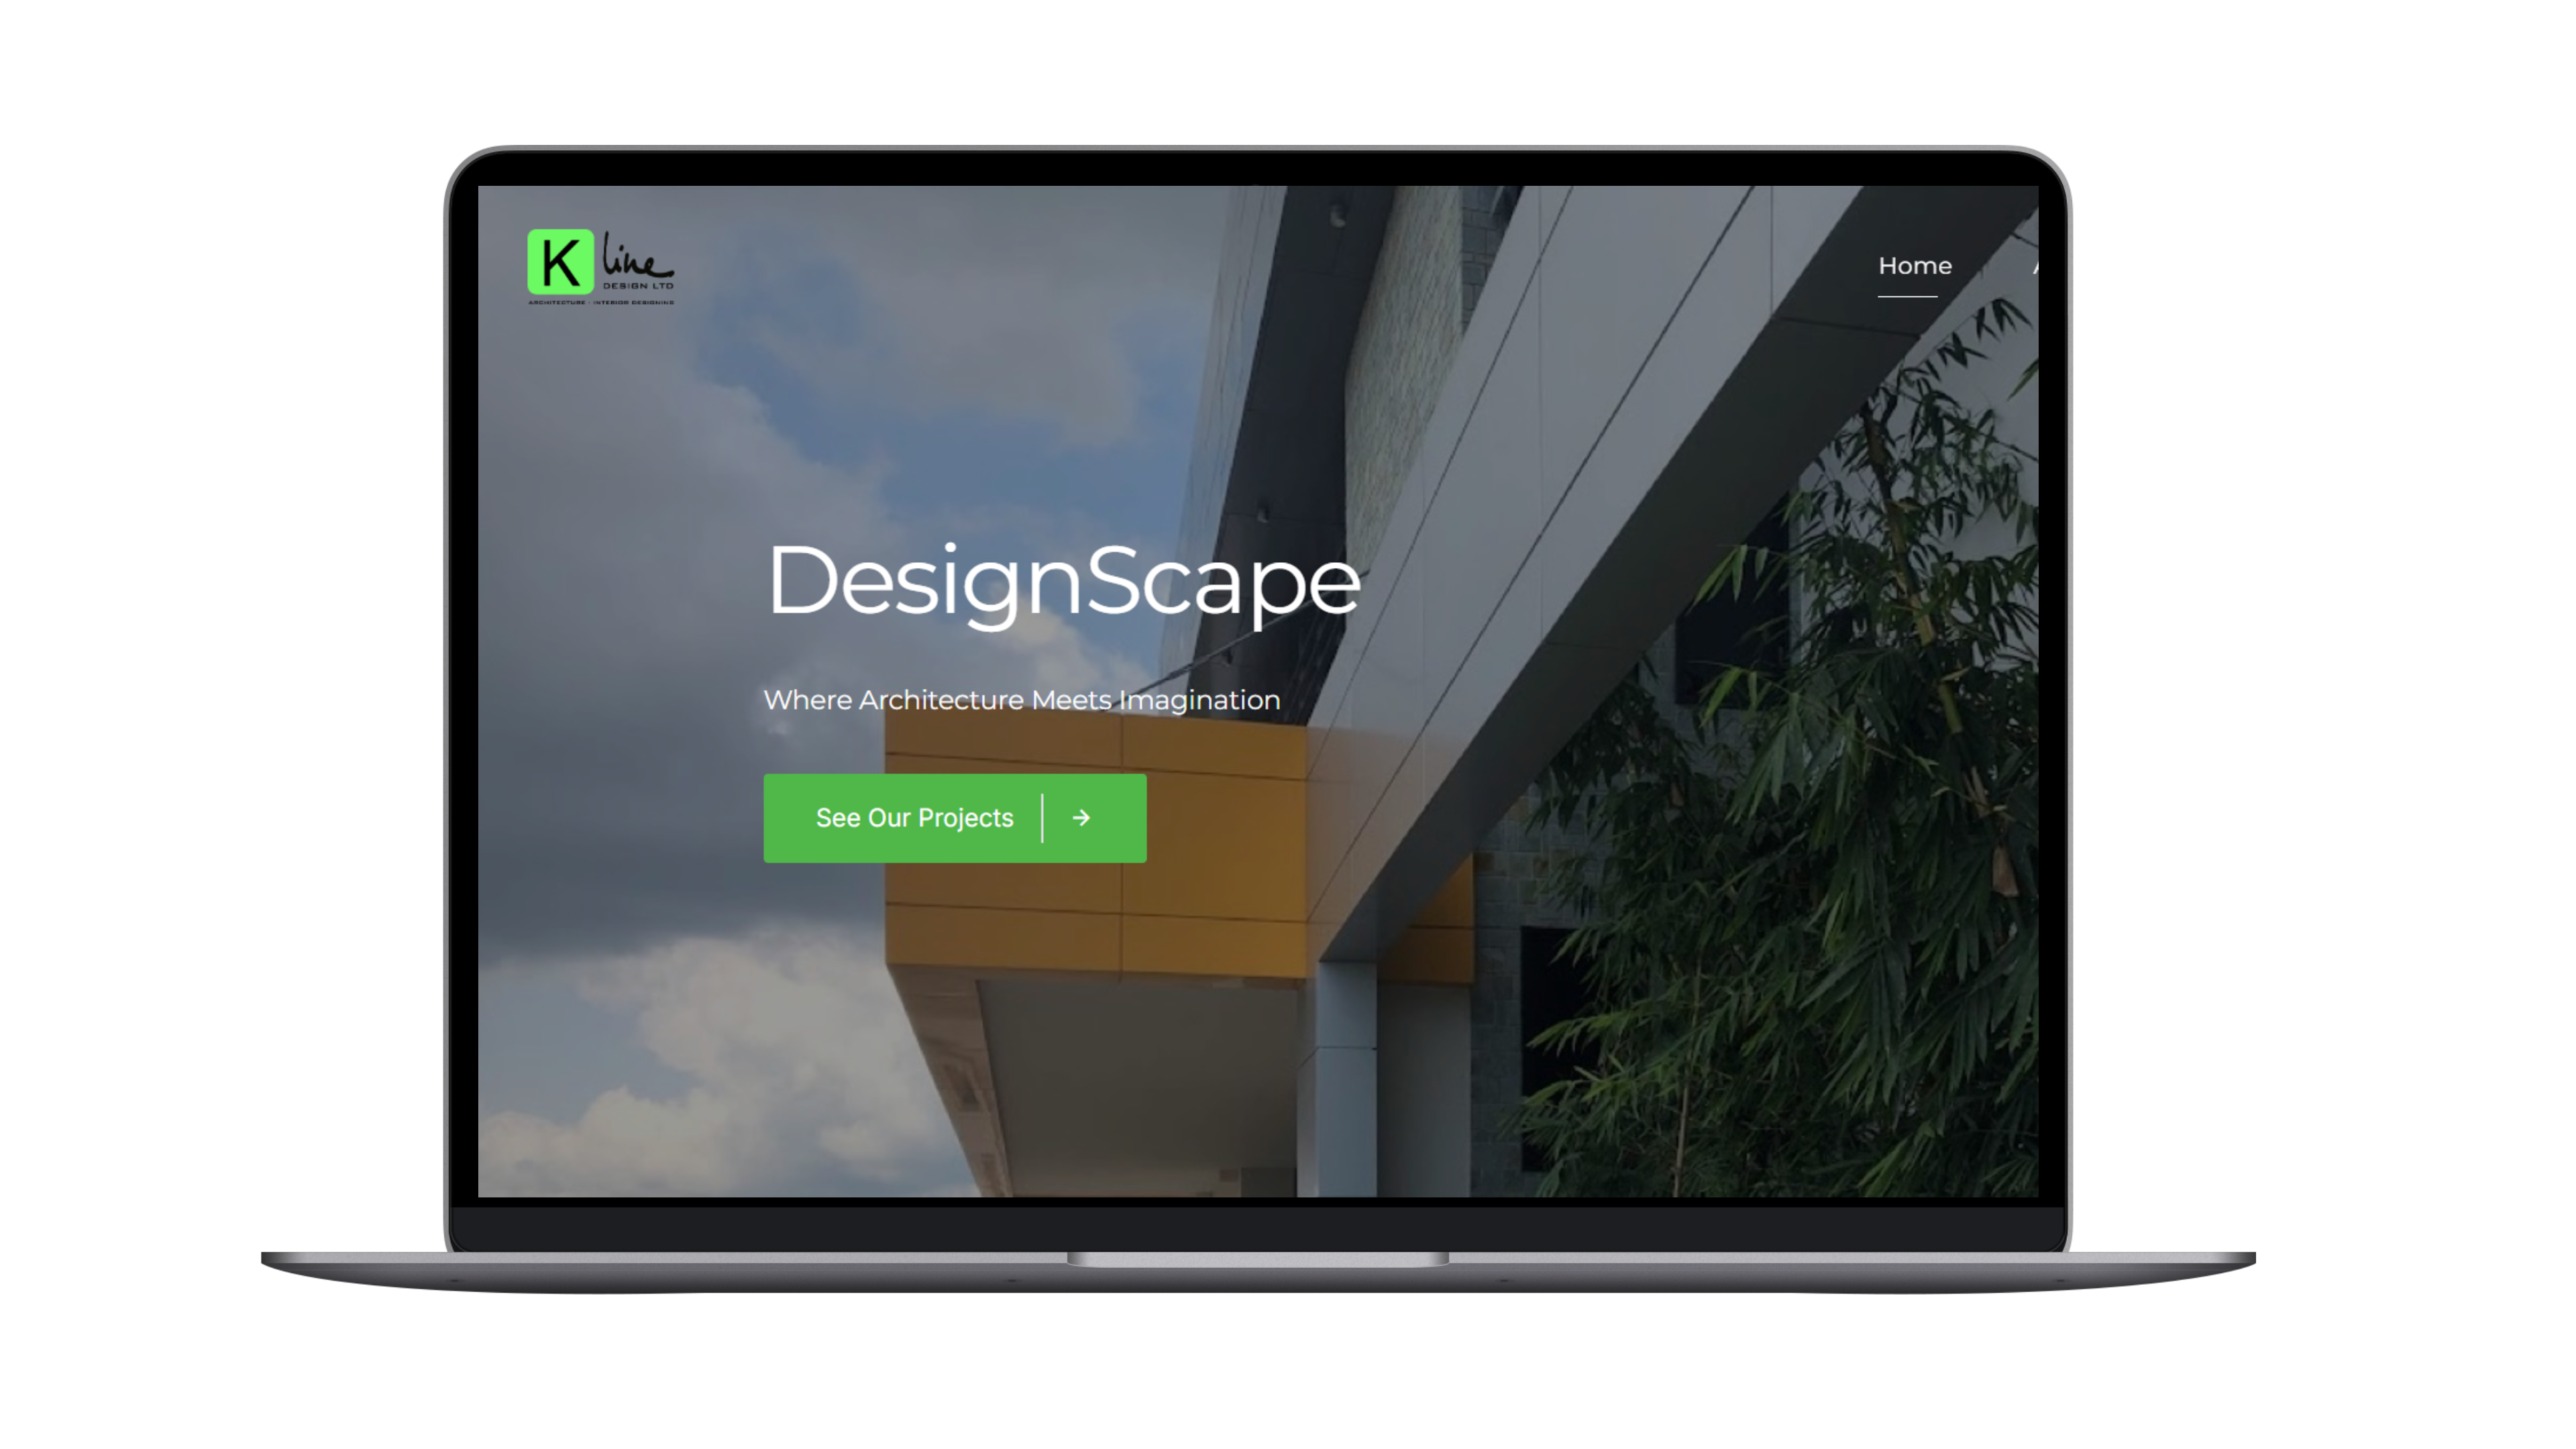 K line
DESIGN LTD
ARCHITECTURE - INTERIOR DESIGNING
Home
DesignScape
Where Architecture Meets Imagination
See Our Projects →